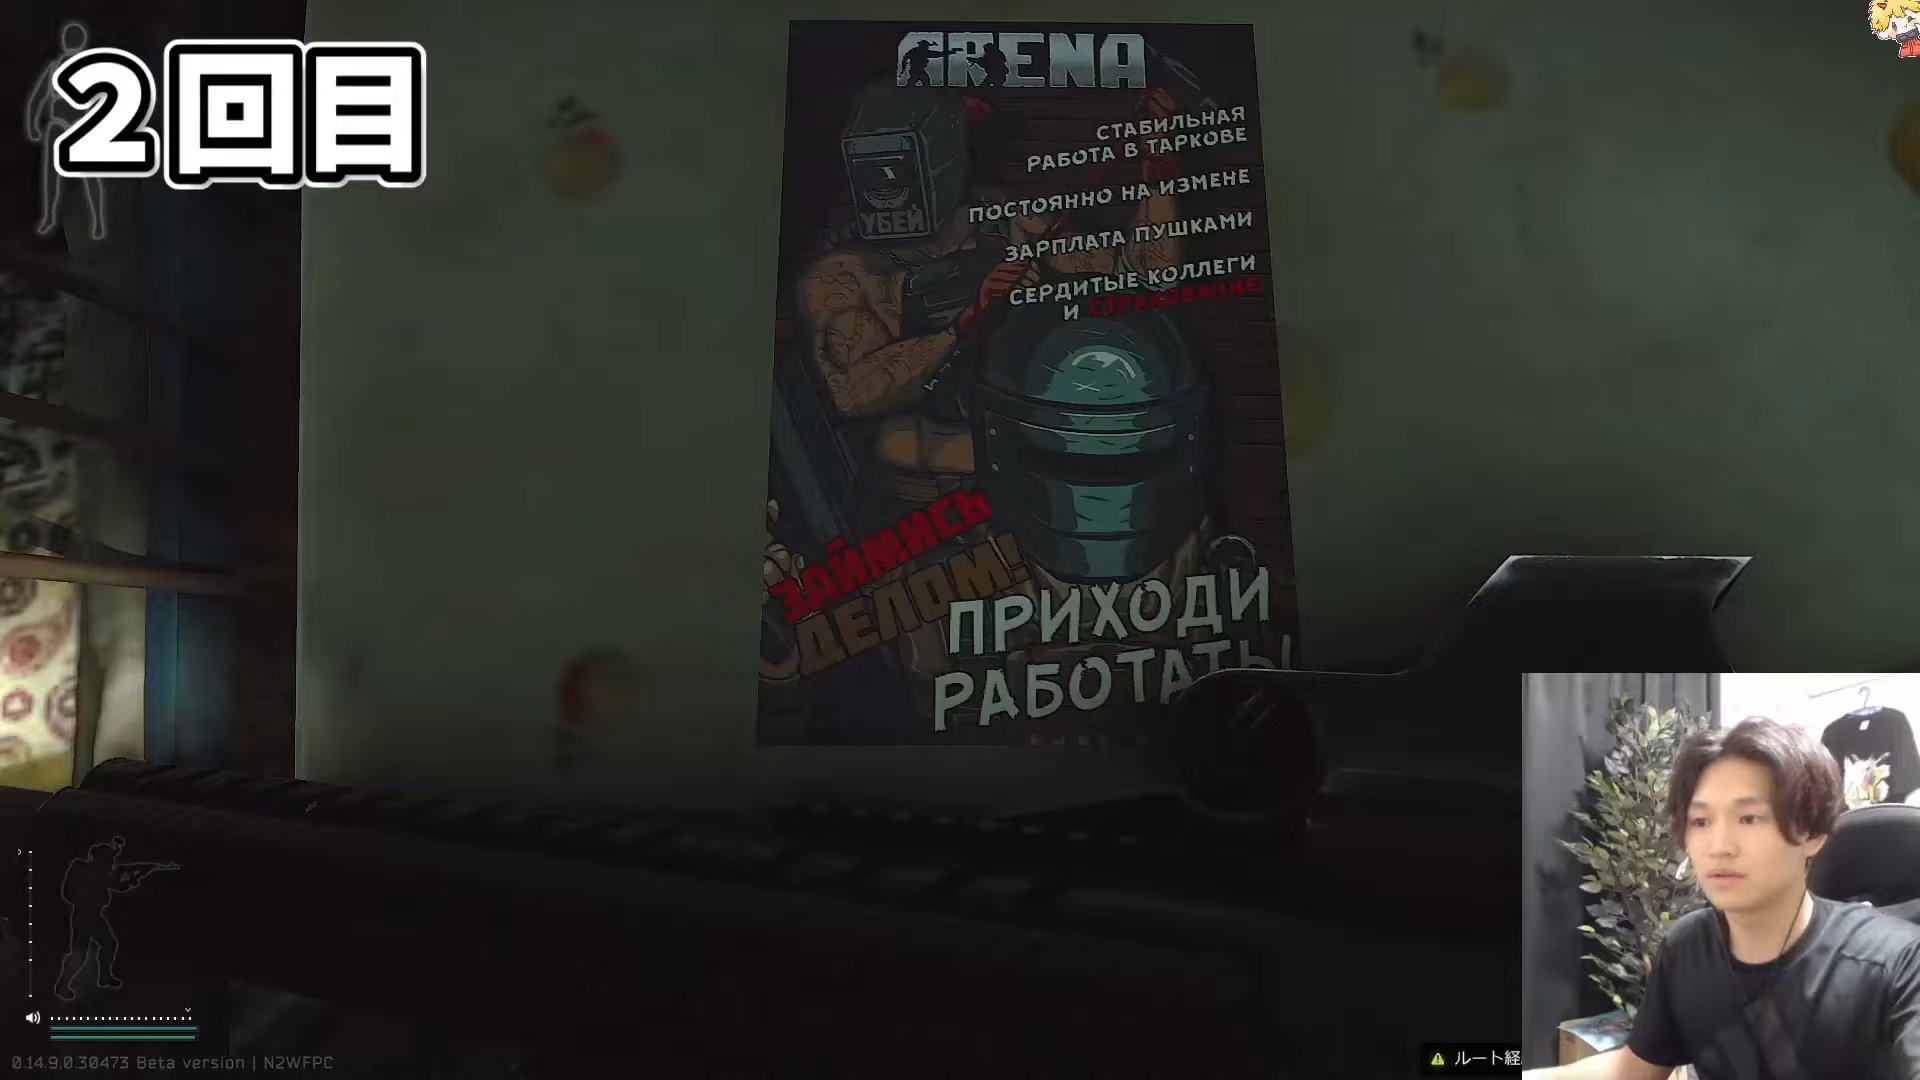 2回目
ARENA
СТАБИЛЬНАЯ
РАБОТА В ТАРКОВЕ
ПОСТОЯННО НА ИЗМЕНЕ
ЗАРПЛАТА ПУШКАМИ
СЕРДИТЫЕ КОЛЛЕГИ
И СТРАХОВАНИЕ
УБЕЙ
ЗАЙМИСЬ
ДЕЛОМ!
ПРИХОДИ
РАБОТАТЬ!
0.14.9.0.30473 Beta version | N2WFPC
ルート経